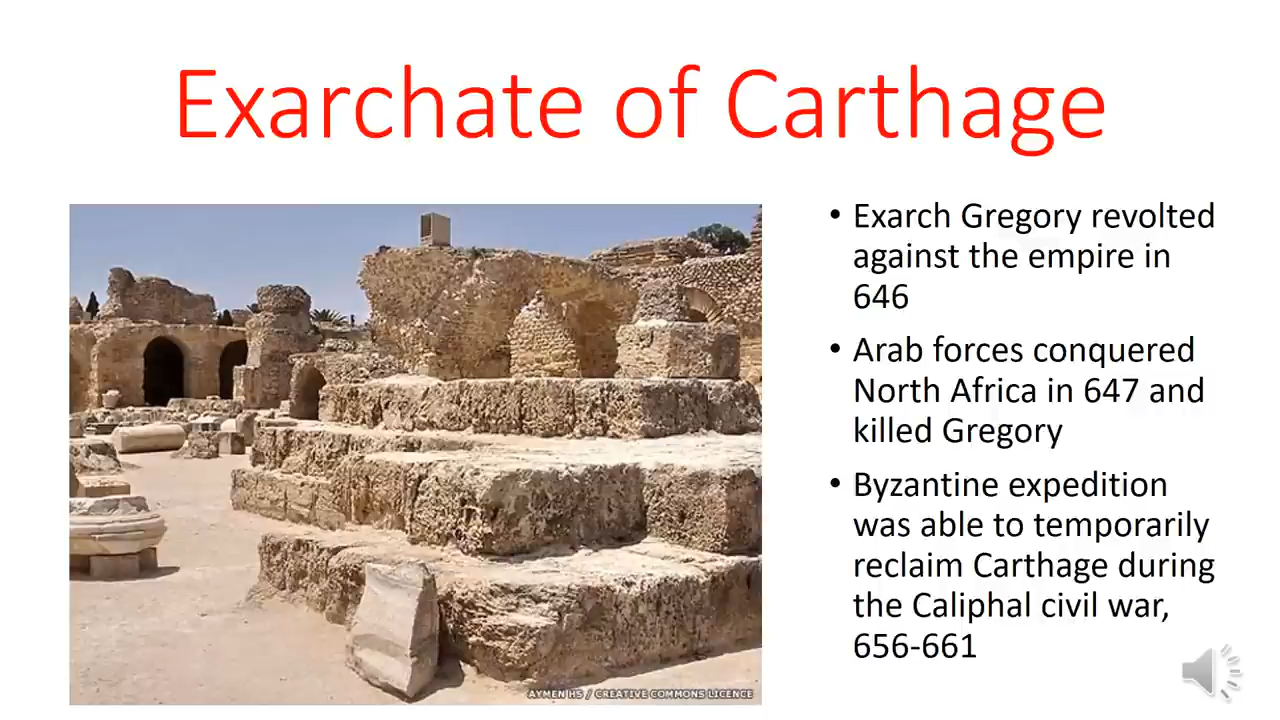 Exarchate of Carthage
• Exarch Gregory revolted
against the empire in
646
• Arab forces conquered
North Africa in 647 and
killed Gregory
• Byzantine expedition
was able to temporarily
reclaim Carthage during
the Caliphal civil war,
656-661
AYMEN HS / CREATIVE COMMONS LICENCE